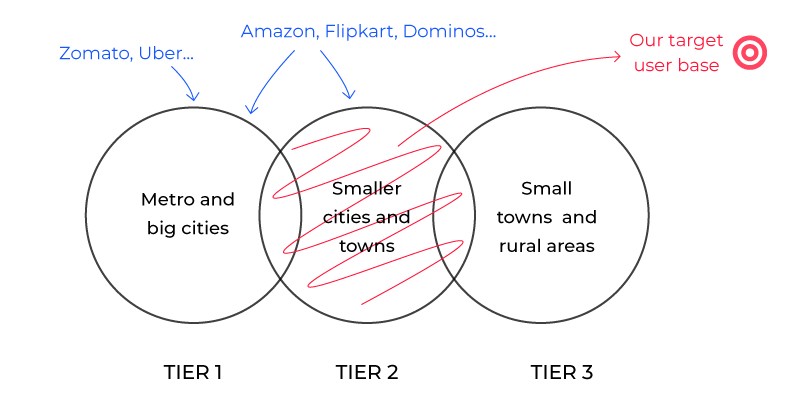 Amazon, Flipkart, Dominos...
Zomato, Uber...
Our target
user base
Metro and
big cities
Smaller
cities and
towns
Small
towns and
rural areas
TIER 1
TIER 2
TIER 3